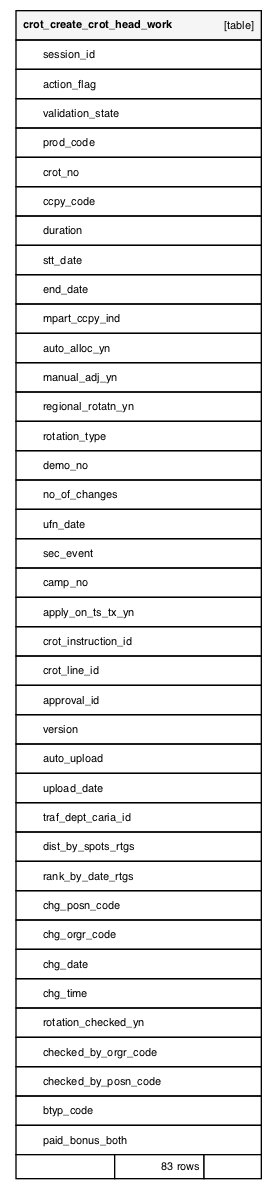 crot_create_crot_head_work [table]
session_id
action_flag
validation_state
prod_code
crot_no
ccpy_code
duration
stt_date
end_date
mpart_ccpy_ind
auto_alloc_yn
manual_adj_yn
regional_rotatn_yn
rotation_type
demo_no
no_of_changes
ufn_date
sec_event
camp_no
apply_on_ts_tx_yn
crot_instruction_id
crot_line_id
approval_id
version
auto_upload
upload_date
traf_dept_caria_id
dist_by_spots_rtgs
rank_by_date_rtgs
chg_posn_code
chg_orgr_code
chg_date
chg_time
rotation_checked_yn
checked_by_orgr_code
checked_by_posn_code
btyp_code
paid_bonus_both
83 rows